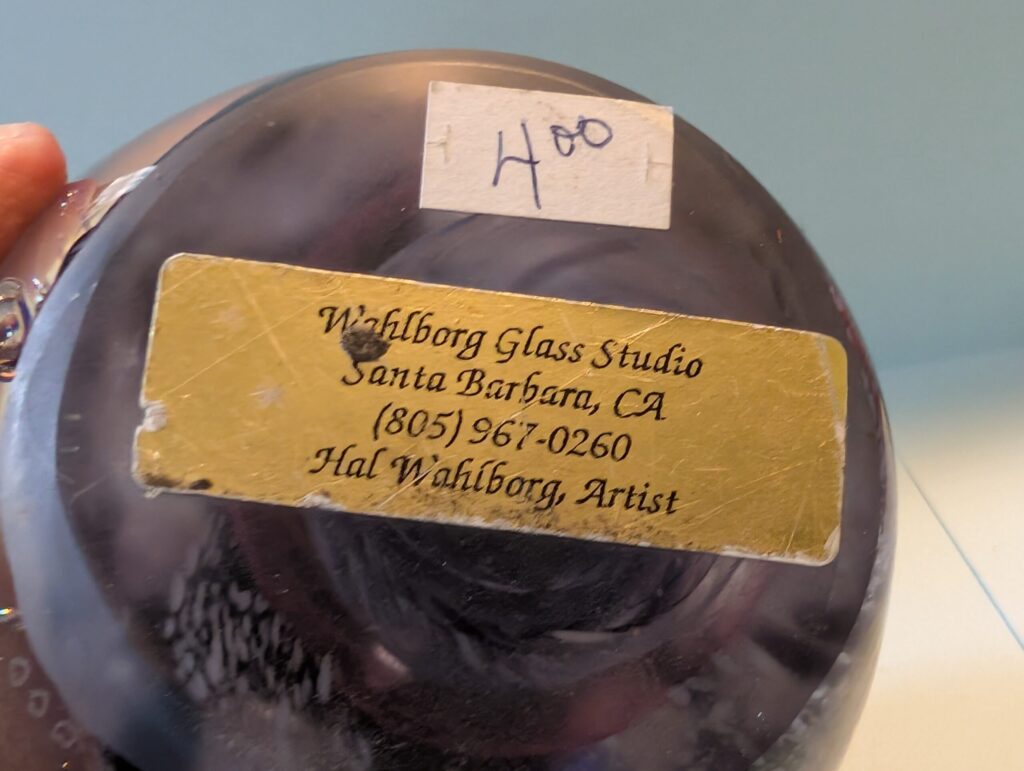 4⁰⁰
Wahlborg Glass Studio
Santa Barbara, CA
(805) 967-0260
Hal Wahlborg, Artist